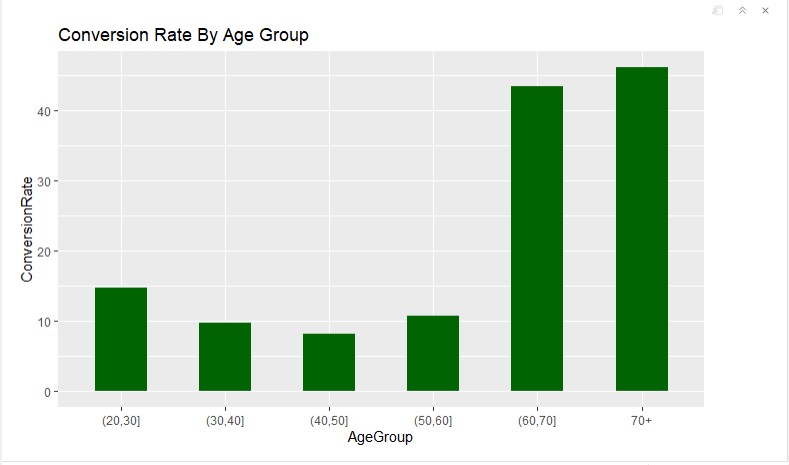 Conversion Rate By Age Group
ConversionRate
40
30
20
10
0
(20,30] (30,40] (40,50] (50,60] (60,70] 70+
AgeGroup